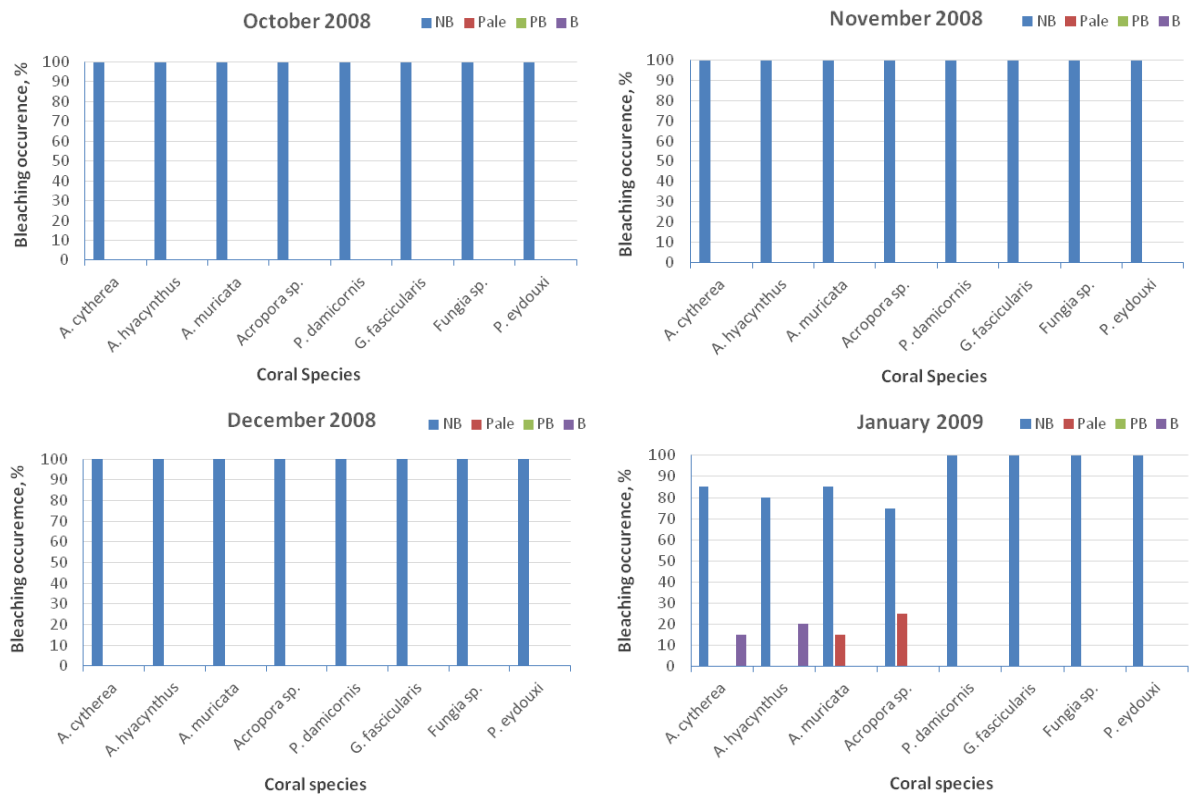 October 2008
NB Pale PB B
Bleaching occurence, %
100
90
80
70
60
50
40
30
20
10
0
A. cytherea
A. hyacynthus
A. muricata
Acropora sp.
P. damicornis
G. fascicularis
Fungia sp.
P. eydouxi
Coral Species
November 2008
NB Pale PB B
Bleaching occurence, %
100
90
80
70
60
50
40
30
20
10
0
A. cytherea
A. hyacynthus
A. muricata
Acropora sp.
P. damicornis
G. fascicularis
Fungia sp.
P. eydouxi
Coral Species
December 2008
NB Pale PB B
Bleaching occuremce, %
100
90
80
70
60
50
40
30
20
10
0
A. cytherea
A. hyacynthus
A. muricata
Acropora sp.
P. damicornis
G. fascicularis
Fungia sp.
P. eydouxi
Coral species
January 2009
NB Pale PB B
Bleaching occurence, %
100
90
80
70
60
50
40
30
20
10
0
A. cytherea
A. hyacynthus
A. muricata
Acropora sp.
P. damicornis
G. fascicularis
Fungia sp.
P. eydouxi
Coral species